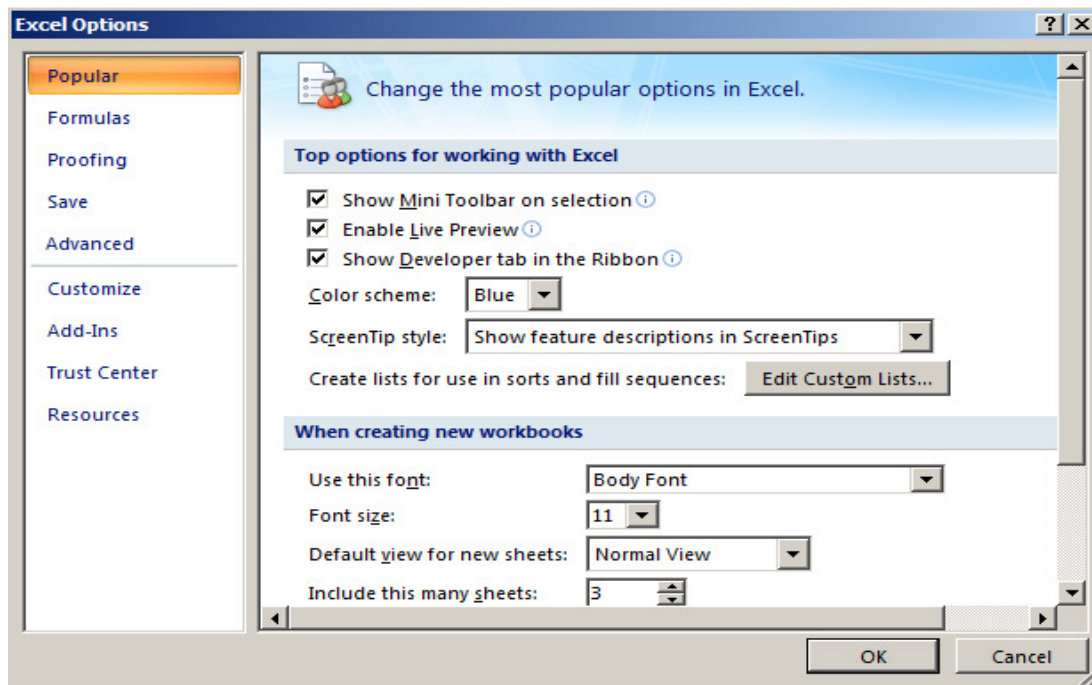 Excel Options
Popular
Formulas
Proofing
Save
Advanced
Customize
Add-Ins
Trust Center
Resources
Change the most popular options in Excel.
Top options for working with Excel
Show Mini Toolbar on selection
Enable Live Preview
Show Developer tab in the Ribbon
Color scheme: Blue
ScreenTip style: Show feature descriptions in ScreenTips
Create lists for use in sorts and fill sequences: Edit Custom Lists...
When creating new workbooks
Use this font: Body Font
Font size: 11
Default view for new sheets: Normal View
Include this many sheets: 3
OK Cancel